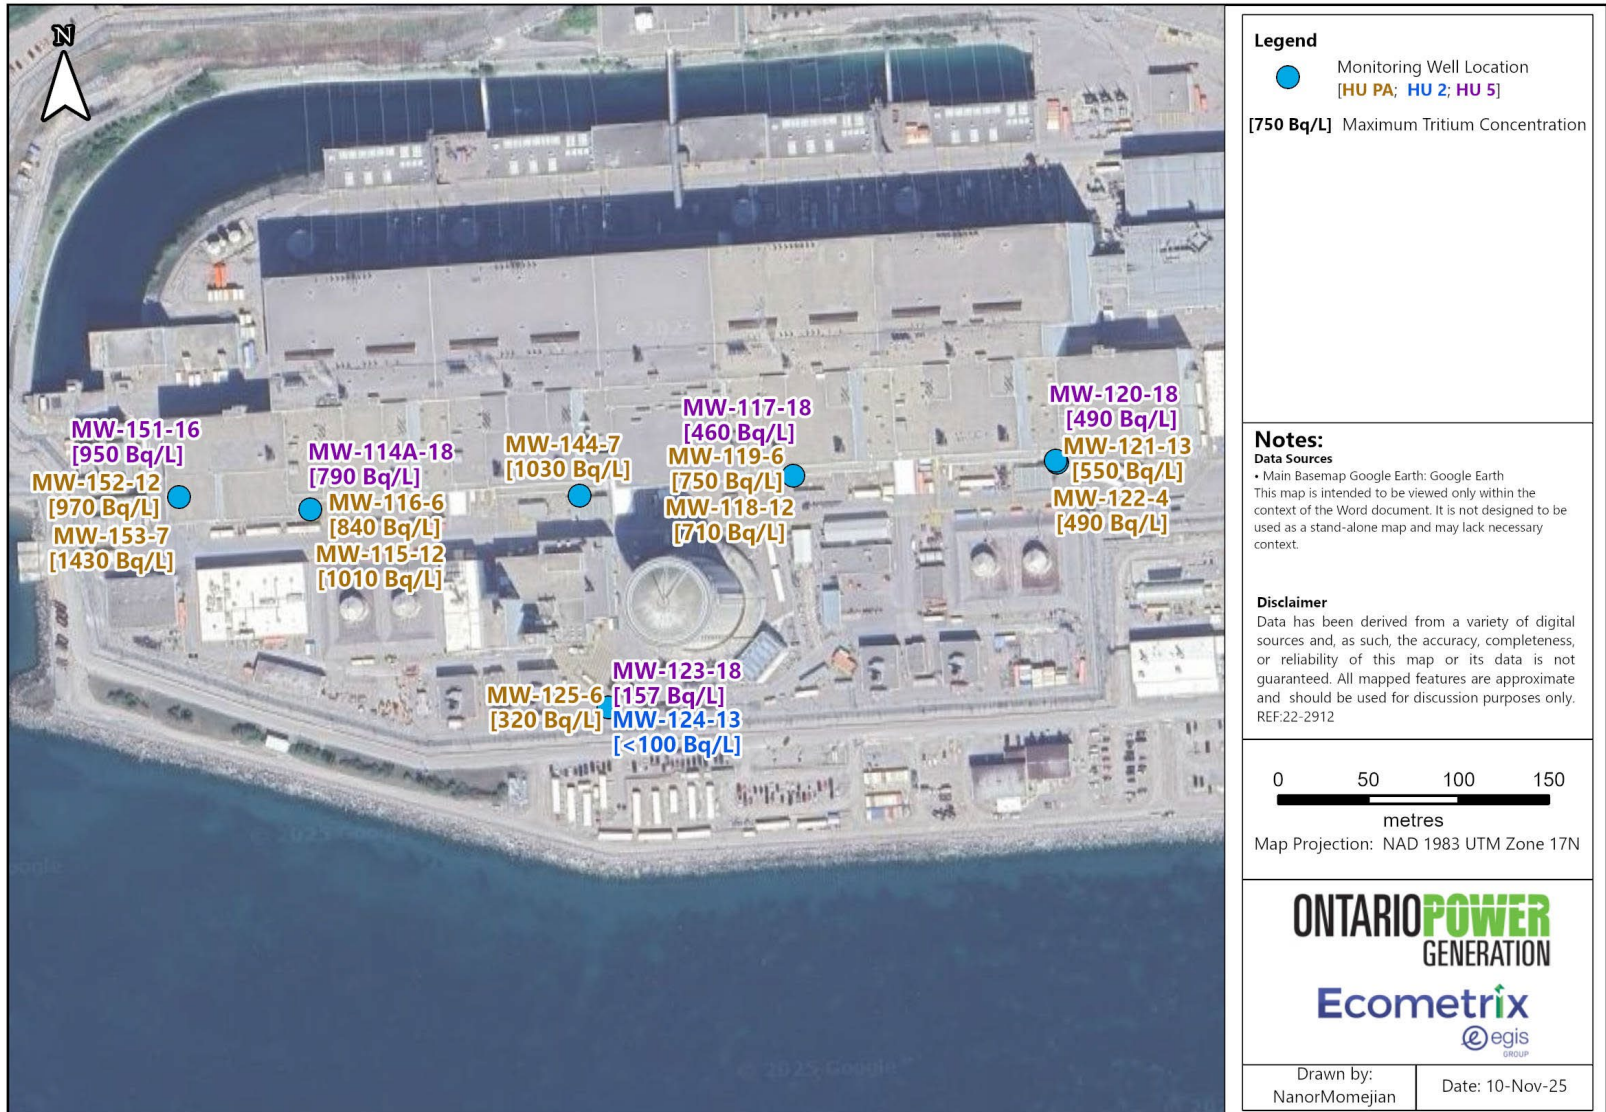 N
MW-151-16
[950 Bq/L]
MW-152-12
[970 Bq/L]
MW-153-7
[1430 Bq/L]
MW-114A-18
[790 Bq/L]
MW-116-6
[840 Bq/L]
MW-115-12
[1010 Bq/L]
MW-144-7
[1030 Bq/L]
MW-117-18
[460 Bq/L]
MW-119-6
[750 Bq/L]
MW-118-12
[710 Bq/L]
MW-120-18
[490 Bq/L]
MW-121-13
[550 Bq/L]
MW-122-4
[490 Bq/L]
MW-125-6
[320 Bq/L]
MW-123-18
[157 Bq/L]
MW-124-13
[<100 Bq/L]
© 2025 Google
Legend
Monitoring Well Location
[HU PA; HU 2; HU 5]
[750 Bq/L] Maximum Tritium Concentration
Notes:
Data Sources
• Main Basemap Google Earth: Google Earth
This map is intended to be viewed only within the
context of the Word document. It is not designed to be
used as a stand-alone map and may lack necessary
context.
Disclaimer
Data has been derived from a variety of digital
sources and, as such, the accuracy, completeness,
or reliability of this map or its data is not
guaranteed. All mapped features are approximate
and should be used for discussion purposes only.
REF:22-2912
0 50 100 150
metres
Map Projection: NAD 1983 UTM Zone 17N
ONTARIOPOWER
GENERATION
Ecometrix
egis
GROUP
Drawn by:
NanorMomejian
Date: 10-Nov-25